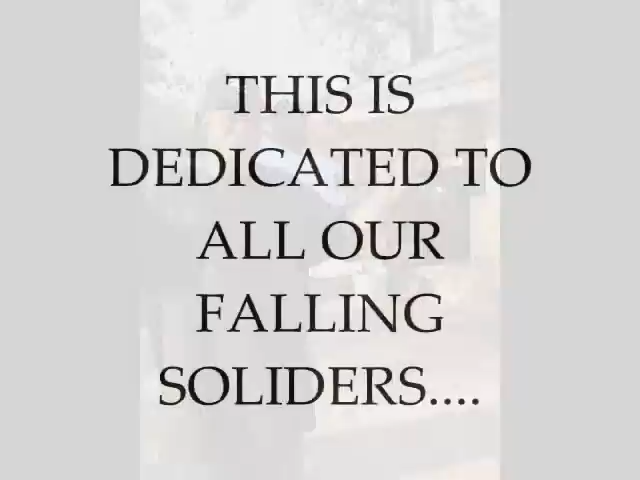 THIS IS
DEDICATED TO
ALL OUR
FALLING
SOLIDERS....